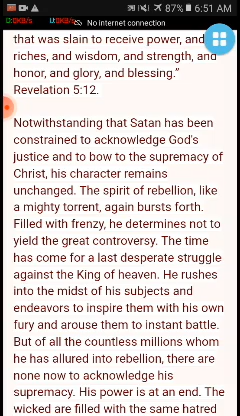 87% 6:51 AM
0:0KB/s U:0KB/s No internet connection
that was slain to receive power, and
riches, and wisdom, and strength, and
honor, and glory, and blessing.”
Revelation 5:12.
Notwithstanding that Satan has been
constrained to acknowledge God's
justice and to bow to the supremacy of
Christ, his character remains
unchanged. The spirit of rebellion, like
a mighty torrent, again bursts forth.
Filled with frenzy, he determines not to
yield the great controversy. The time
has come for a last desperate struggle
against the King of heaven. He rushes
into the midst of his subjects and
endeavors to inspire them with his own
fury and arouse them to instant battle.
But of all the countless millions whom
he has allured into rebellion, there are
none now to acknowledge his
supremacy. His power is at an end. The
wicked are filled with the same hatred